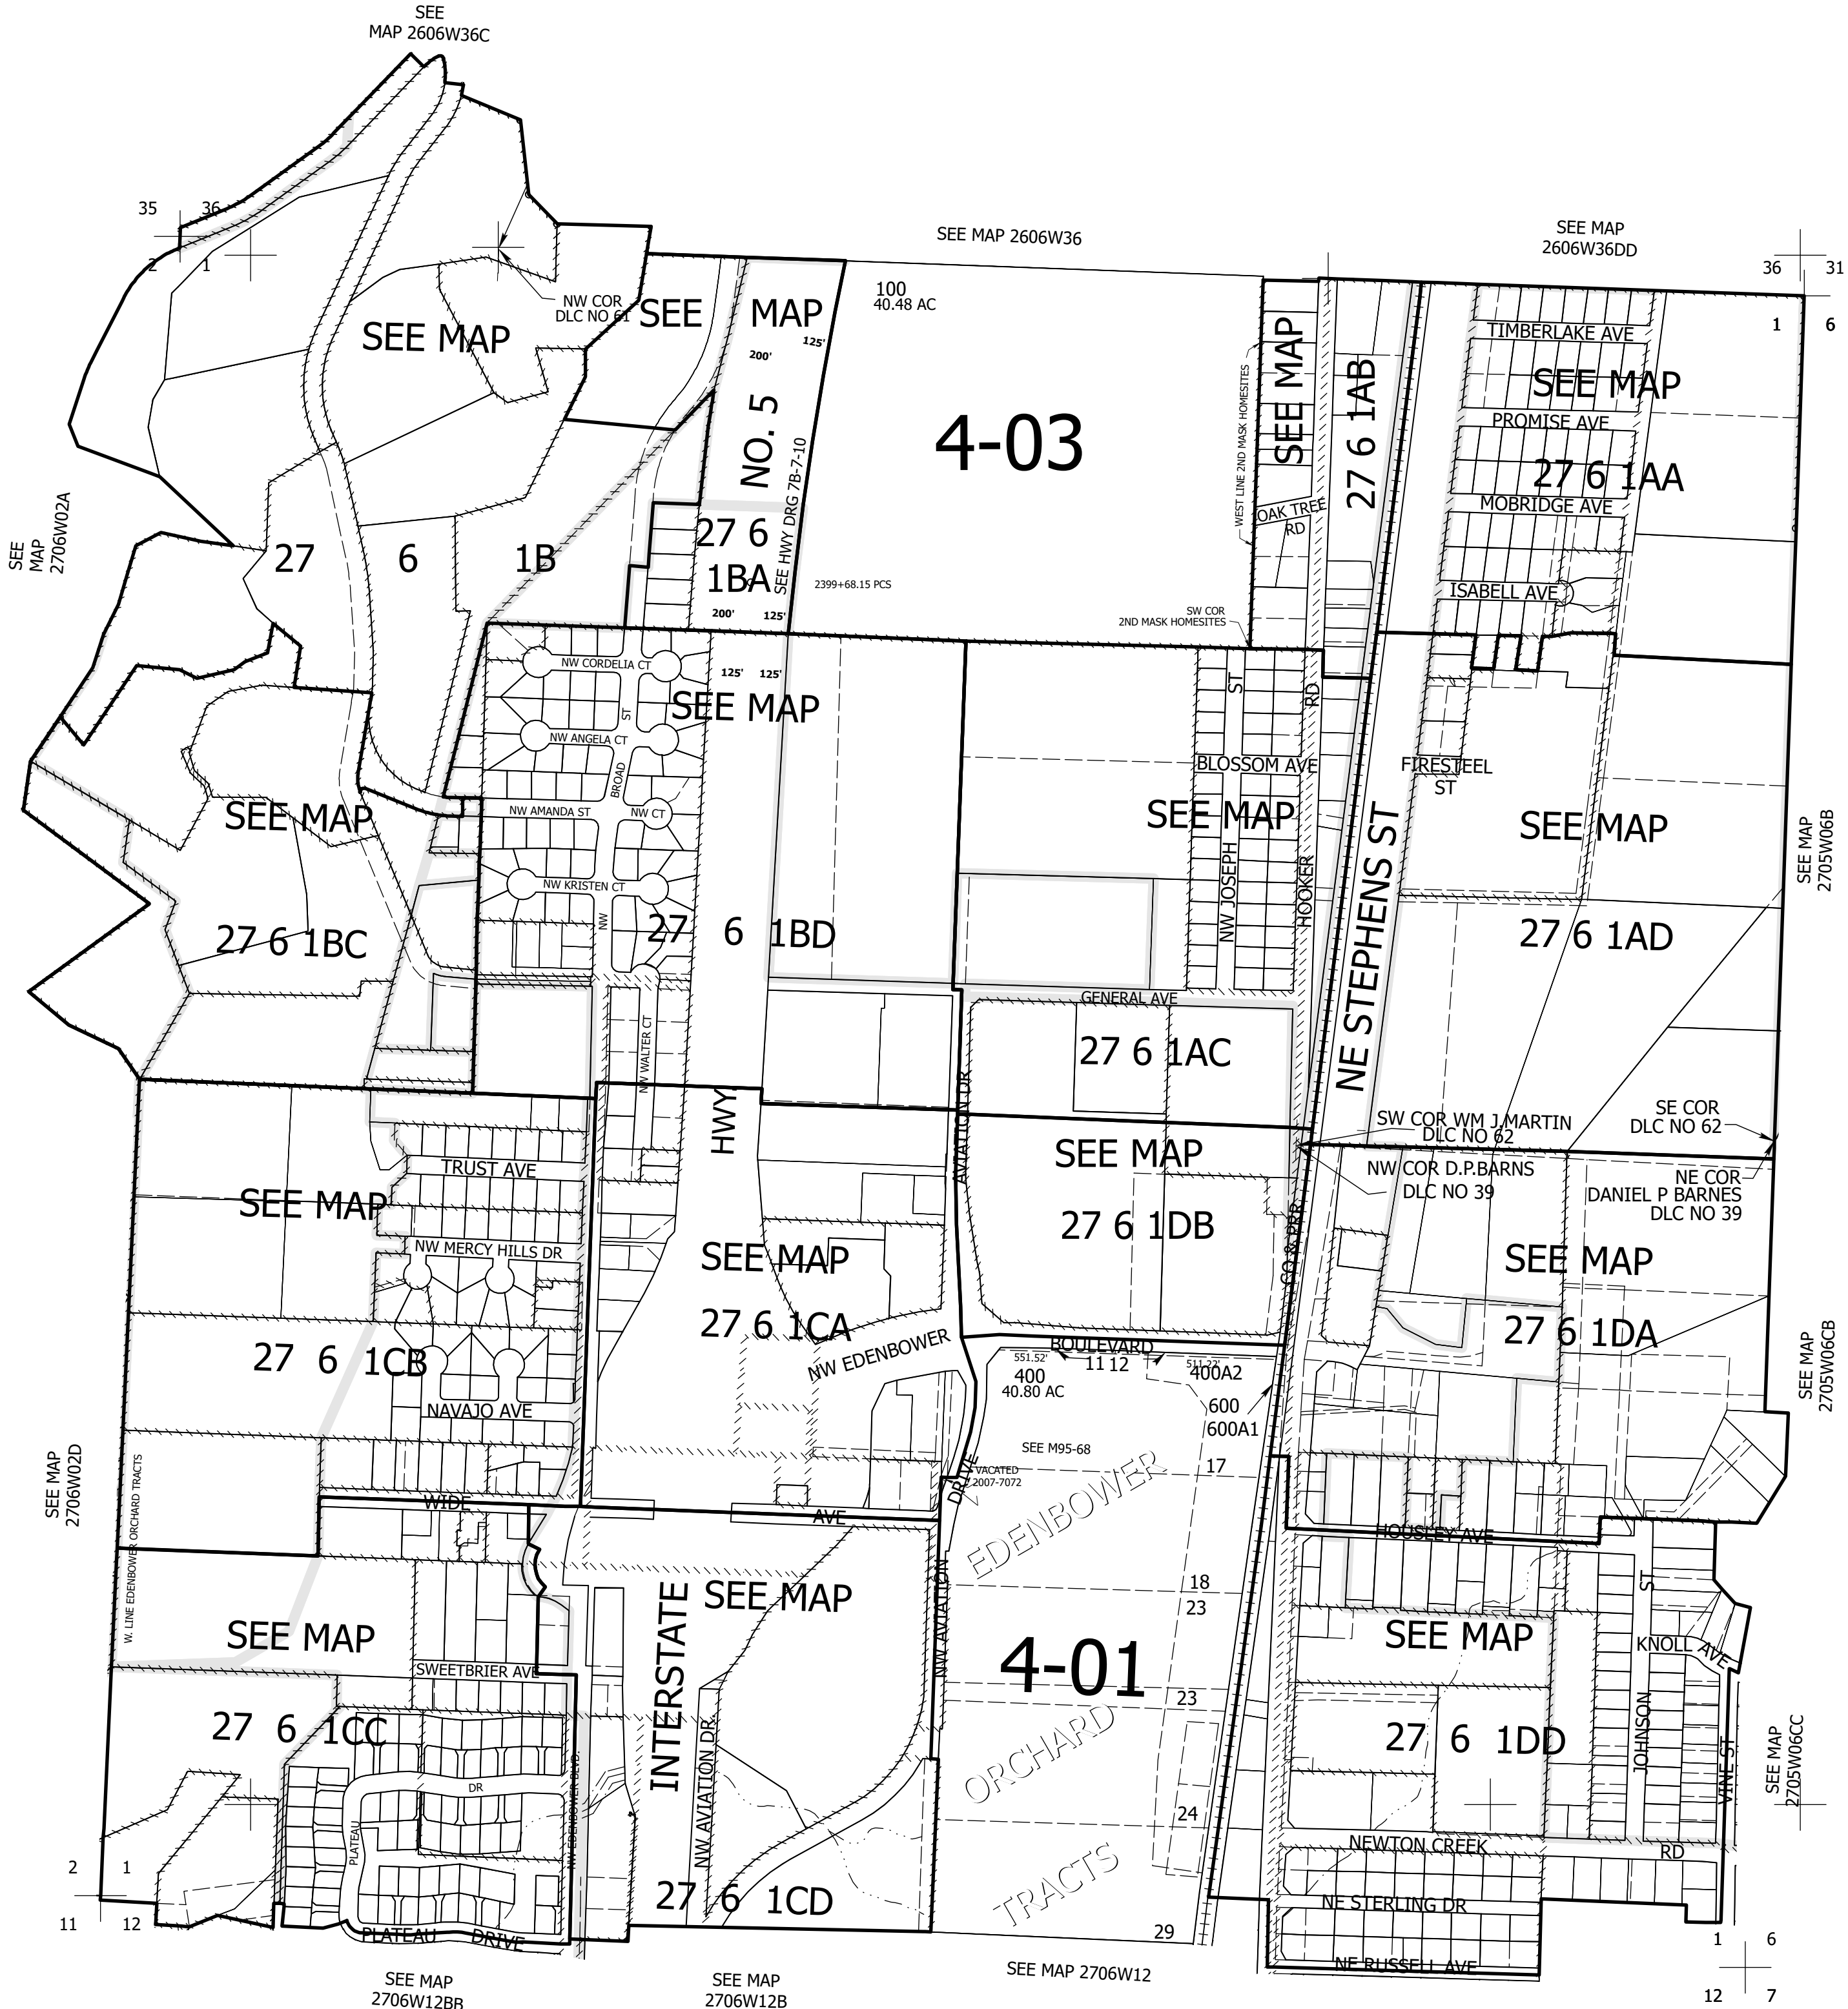 SEE
MAP 2606W36C
35 36
2 1
NW COR
DLC NO 61
SEE MAP 2606W36
SEE MAP
2606W36DD
36 31
1 6
SEE MAP
27 6 1B
SEE
MAP
2706W02A
SEE MAP
NO. 5
200'
125'
27 6
1BA
200'
125'
SEE HWY DRG 7B-7-10
2399+68.15 PCS
100
40.48 AC
4-03
WEST LINE 2ND MASK HOMESITES
SW COR
2ND MASK HOMESITES
SEE MAP
27 6 1AB
OAK TREE
RD
TIMBERLAKE AVE
SEE MAP
PROMISE AVE
27 6 1AA
MOBRIDGE AVE
ISABELL AVE
NW CORDELIA CT
125' 125'
SEE MAP
ST
NW ANGELA CT
BROAD
NW AMANDA ST
NW CT
NW KRISTEN CT
NW
27 6 1BD
NW WALTER CT
SEE MAP
27 6 1BC
ST
RD
BLOSSOM AVE
SEE MAP
NW JOSEPH
HOOKER
GENERAL AVE
27 6 1AC
NE STEPHENS ST
FIRESTEEL
ST
SEE MAP
27 6 1AD
SEE MAP
2705W06B
SW COR WM J.MARTIN
DLC NO 62
SE COR
DLC NO 62
NW COR D.P.BARNS
DLC NO 39
NE COR
DANIEL P BARNES
DLC NO 39
HWY
AVIATION DR
SEE MAP
27 6 1DB
CO & PRR
TRUST AVE
SEE MAP
NW MERCY HILLS DR
27 6 1CB
NAVAJO AVE
SEE MAP
27 6 1CA
NW EDENBOWER
BOULEVARD
551.52'
400
40.80 AC
11 12
511.22'
400A2
600
600A1
SEE M95-68
17
VACATED
2007-7072
DRIVE
EDENBOWER
SEE MAP
27 6 1DA
SEE MAP
2705W06CB
SEE MAP
2706W02D
W. LINE EDENBOWER ORCHARD TRACTS
WIDE
AVE
HOUSLEY AVE
SEE MAP
SWEETBRIER AVE
27 6 1CC
DR
PLATEAU
PLATEAU DRIVE
NW EDENBOWER BLVD.
INTERSTATE
SEE MAP
NW AVIATION DR
27 6 1CD
NW AVIATION
18
23
4-01
23
ORCHARD
24
TRACTS
29
SEE MAP
27 6 1DD
ST
JOHNSON
KNOLL AVE
VINE ST
SEE MAP
2705W06CC
NEWTON CREEK
RD
NE STERLING DR
NE RUSSELL AVE
2 1
11 12
SEE MAP
2706W12BB
SEE MAP
2706W12B
SEE MAP 2706W12
1 6
12 7